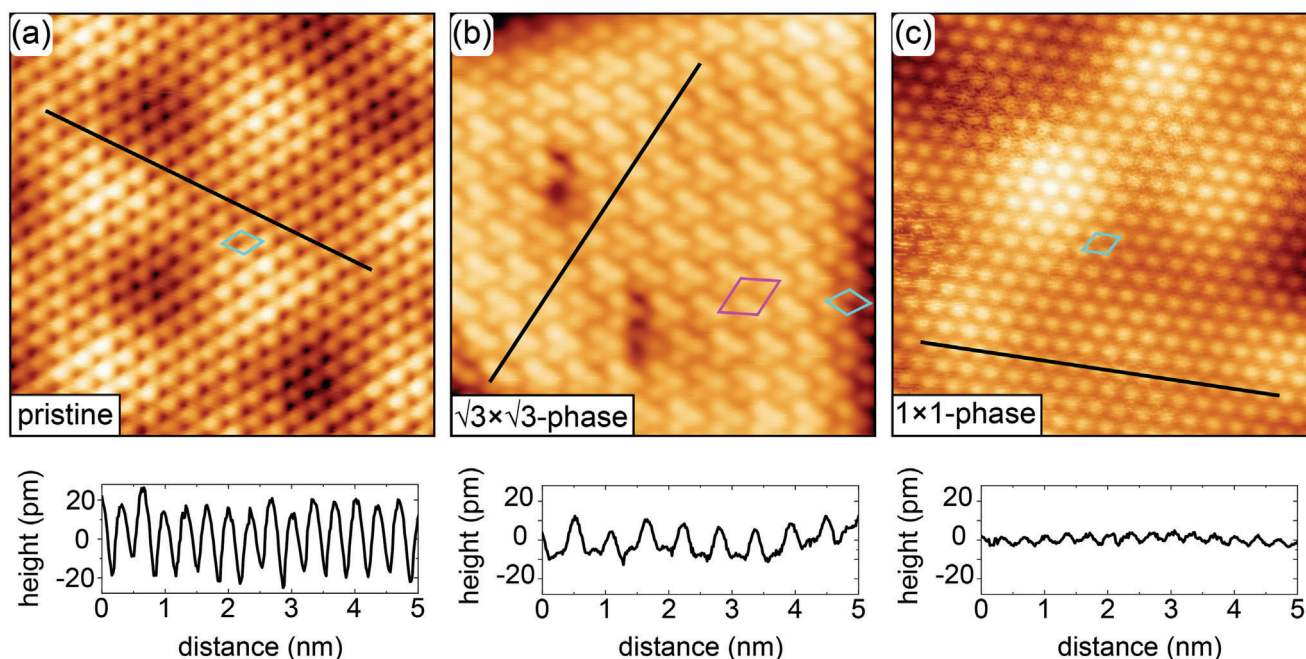 (a)
(b)
(c)
pristine
√3×√3-phase
1×1-phase
height (pm)
20
0
-20
0 1 2 3 4 5
distance (nm)
height (pm)
20
0
-20
0 1 2 3 4 5
distance (nm)
height (pm)
20
0
-20
0 1 2 3 4 5
distance (nm)